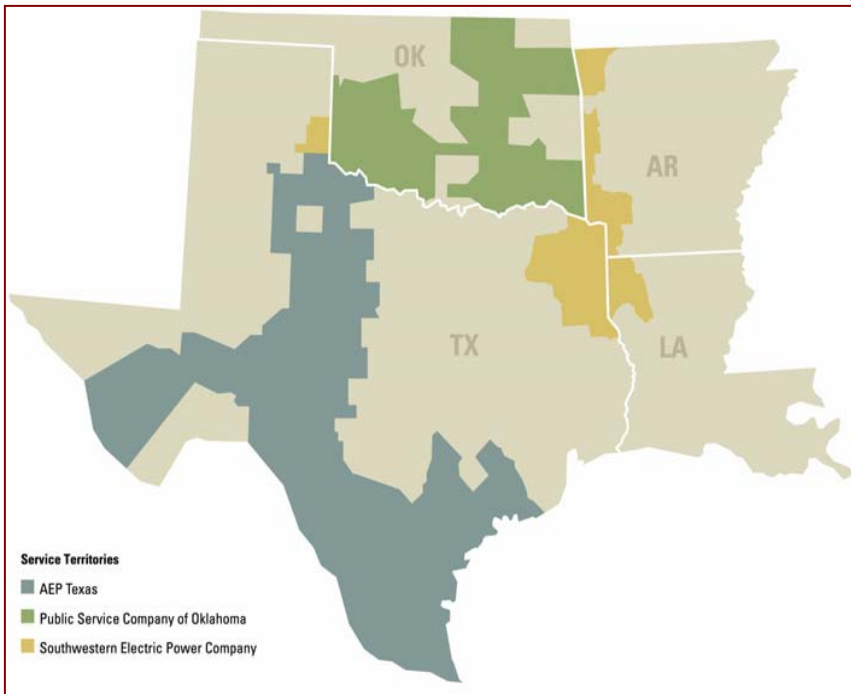 OK
AR
TX
LA
Service Territories
AEP Texas
Public Service Company of Oklahoma
Southwestern Electric Power Company